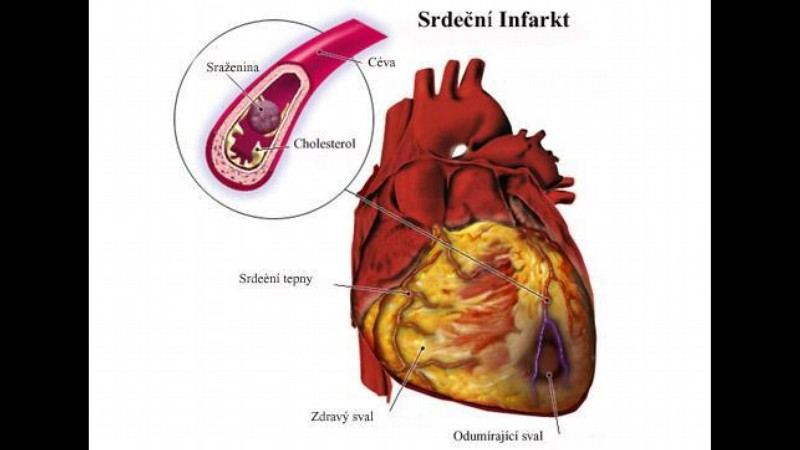 Srdeční Infarkt
Sraženina
Céva
Cholesterol
Srdeèní tepny
Zdravý sval
Odumírající sval